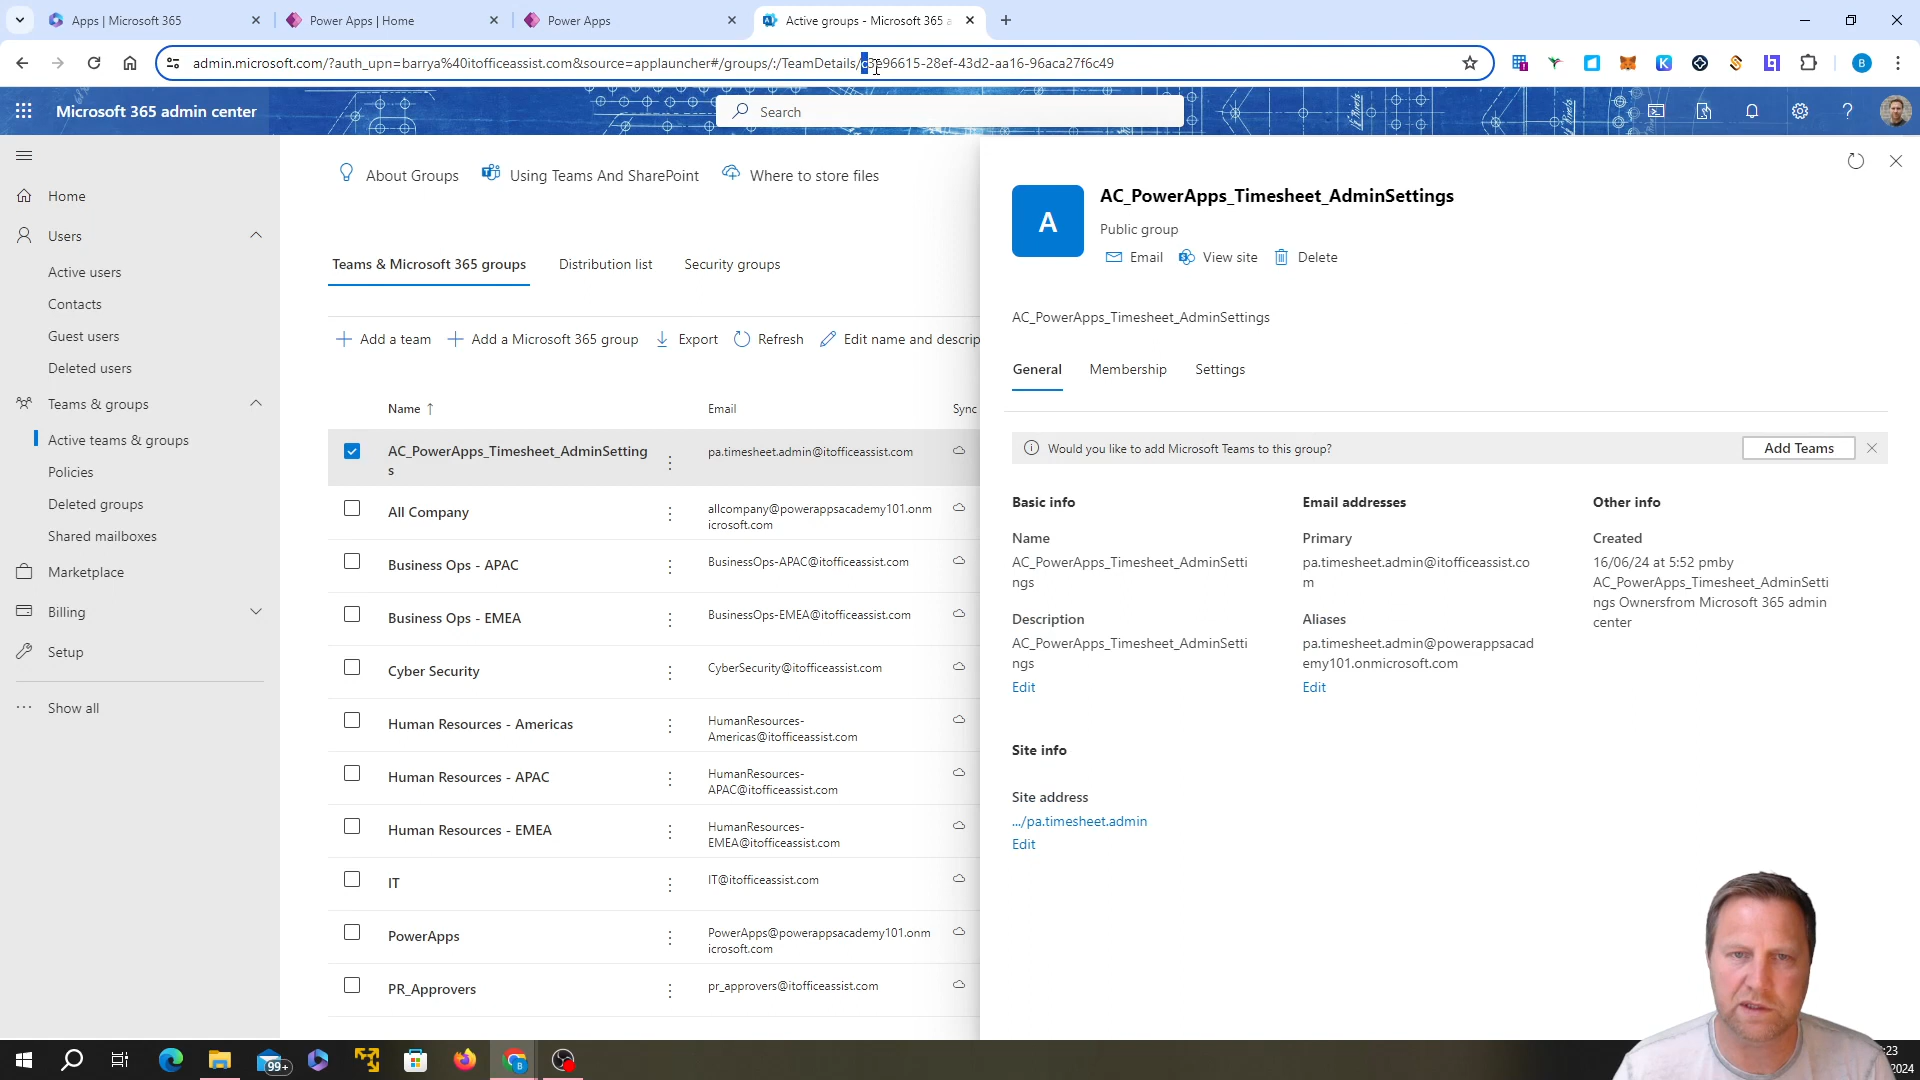 Apps | Microsoft 365
Power Apps | Home
Power Apps
Active groups - Microsoft 365 a
admin.microsoft.com/?auth_upn=barrya%40itofficeassist.com&source=applauncher#/groups/:/TeamDetails/c3e96615-28ef-43d2-aa16-96aca27f6c49
B
Microsoft 365 admin center
Search
Home
Users
Active users
Contacts
Guest users
Deleted users
Teams & groups
Active teams & groups
Policies
Deleted groups
Shared mailboxes
Marketplace
Billing
Setup
Show all
About Groups
Using Teams And SharePoint
Where to store files
Teams & Microsoft 365 groups
Distribution list
Security groups
Add a team
Add a Microsoft 365 group
Export
Refresh
Edit name and descrip
Name ↑
Email
Sync
AC_PowerApps_Timesheet_AdminSetting
s
pa.timesheet.admin@itofficeassist.com
All Company
allcompany@powerappsacademy101.onm
icrosoft.com
Business Ops - APAC
BusinessOps-APAC@itofficeassist.com
Business Ops - EMEA
BusinessOps-EMEA@itofficeassist.com
Cyber Security
CyberSecurity@itofficeassist.com
Human Resources - Americas
HumanResources-
Americas@itofficeassist.com
Human Resources - APAC
HumanResources-
APAC@itofficeassist.com
Human Resources - EMEA
HumanResources-
EMEA@itofficeassist.com
IT
IT@itofficeassist.com
PowerApps
PowerApps@powerappsacademy101.onm
icrosoft.com
PR_Approvers
pr_approvers@itofficeassist.com
A
AC_PowerApps_Timesheet_AdminSettings
Public group
Email
View site
Delete
AC_PowerApps_Timesheet_AdminSettings
General
Membership
Settings
Would you like to add Microsoft Teams to this group?
Add Teams
Basic info
Name
AC_PowerApps_Timesheet_AdminSetti
ngs
Description
AC_PowerApps_Timesheet_AdminSetti
ngs
Edit
Email addresses
Primary
pa.timesheet.admin@itofficeassist.co
m
Aliases
pa.timesheet.admin@powerappsacad
emy101.onmicrosoft.com
Edit
Other info
Created
16/06/24 at 5:52 pmby
AC_PowerApps_Timesheet_AdminSetti
ngs Ownersfrom Microsoft 365 admin
center
Site info
Site address
.../pa.timesheet.admin
Edit
99+
B
:23
2024